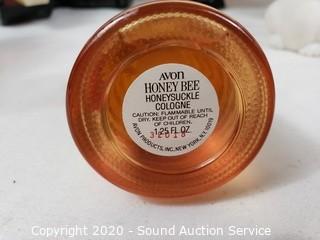 AVON
HONEY BEE
HONEYSUCKLE
COLOGNE
CAUTION: FLAMMABLE UNTIL
DRY. KEEP OUT OF REACH
OF CHILDREN.
1.25 FL OZ
AVON PRODUCTS, INC., NEW YORK, N.Y. 10019
Copyright © 2020 - Sound Auction Service